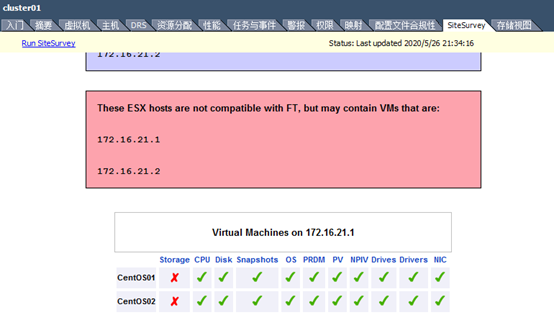 cluster01
入门 摘要 虚拟机 主机 DRS 资源分配 性能 任务与事件 警报 权限 映射 配置文件合规性 SiteSurvey 存储视图
Run SiteSurvey Status: Last updated 2020/5/26 21:34:16
172.16.21.2
These ESX hosts are not compatible with FT, but may contain VMs that are:
172.16.21.1
172.16.21.2
Virtual Machines on 172.16.21.1
Storage CPU Disk Snapshots OS PRDM PV NPIV Drives Drivers NIC
CentOS01 ✘ ✔ ✔ ✔ ✔ ✔ ✔ ✔ ✔ ✔ ✔
CentOS02 ✘ ✔ ✔ ✔ ✔ ✔ ✔ ✔ ✔ ✔ ✔